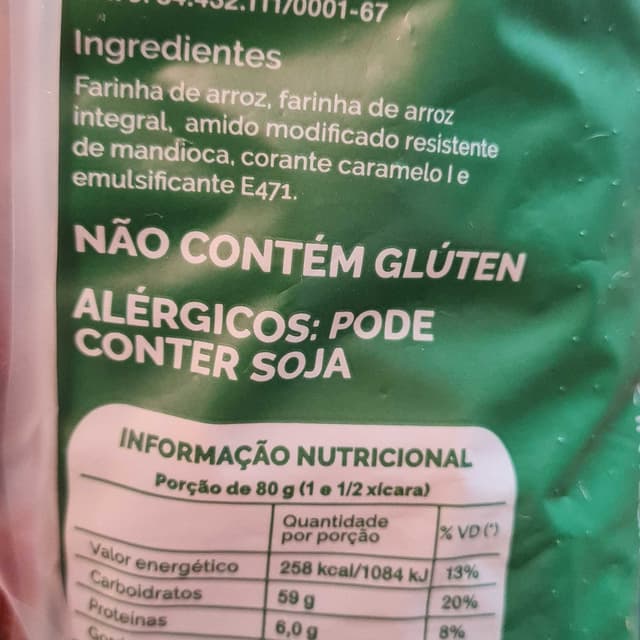 /0001-67
Ingredientes
Farinha de arroz, farinha de arroz
integral, amido modificado resistente
de mandioca, corante caramelo I e
emulsificante E471.
NÃO CONTÉM GLÚTEN
ALÉRGICOS: PODE
CONTER SOJA
INFORMAÇÃO NUTRICIONAL
Porção de 80 g (1 e 1/2 xícara)
Quantidade
por porção % VD (*)
Valor energético 258 kcal/1084 kJ 13%
Carboidratos 59 g 20%
Proteínas 6,0 g 8%